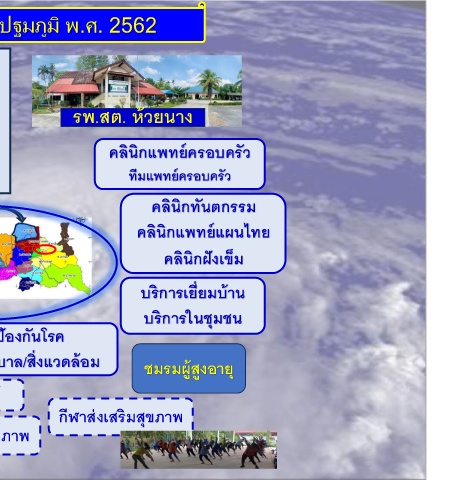 ปฐมภูมิ พ.ศ. 2562
รพ.สต. ห้วยนาง
คลินิกแพทย์ครอบครัว
ทีมแพทย์ครอบครัว
คลินิกทันตกรรม
คลินิกแพทย์แผนไทย
คลินิกฝังเข็ม
บริการเยี่ยมบ้าน
บริการในชุมชน
ป้องกันโรค
บาล/สิ่งแวดล้อม
ชมรมผู้สูงอายุ
กีฬาส่งเสริมสุขภาพ
ภาพ